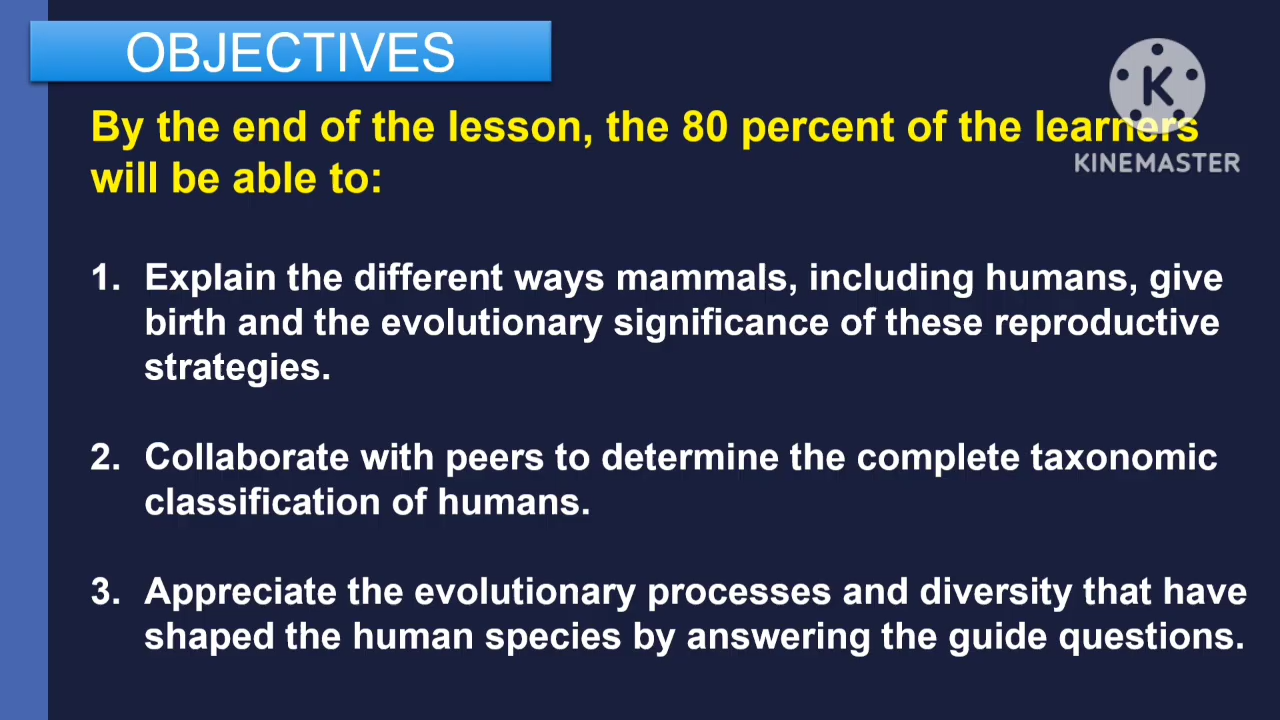 OBJECTIVES
By the end of the lesson, the 80 percent of the learners
will be able to:
K
KINEMASTER
1. Explain the different ways mammals, including humans, give
birth and the evolutionary significance of these reproductive
strategies.
2. Collaborate with peers to determine the complete taxonomic
classification of humans.
3. Appreciate the evolutionary processes and diversity that have
shaped the human species by answering the guide questions.